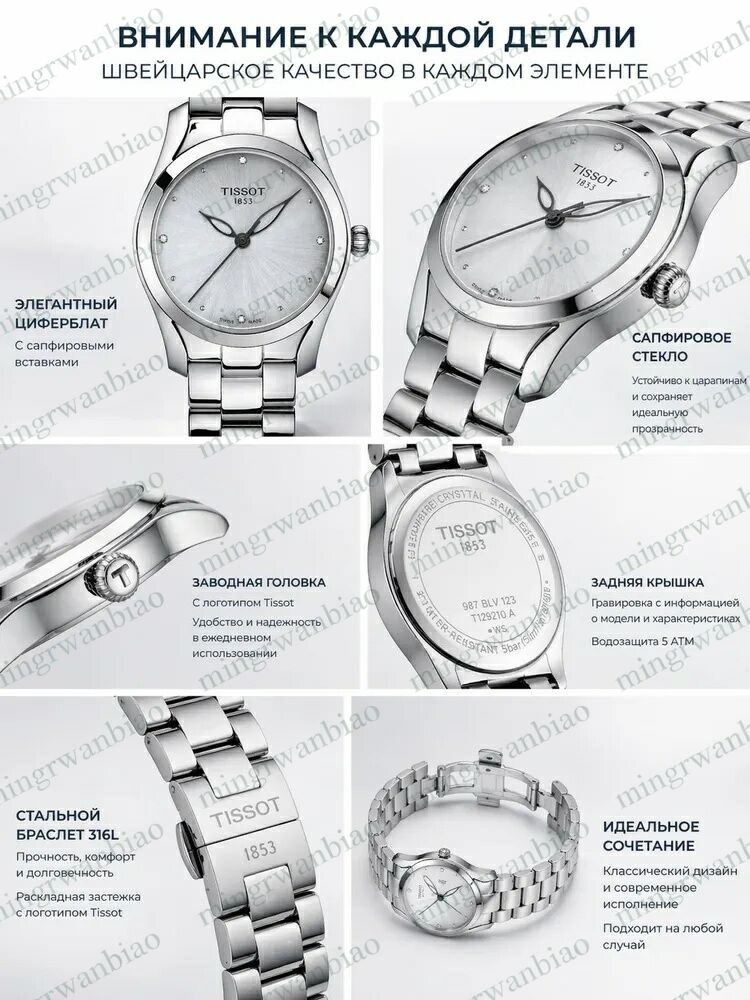 ВНИМАНИЕ К КАЖДОЙ ДЕТАЛИ
ШВЕЙЦАРСКОЕ КАЧЕСТВО В КАЖДОМ ЭЛЕМЕНТЕ
TISSOT
1853
SWISS MADE
ЭЛЕГАНТНЫЙ
ЦИФЕРБЛАТ
С сапфировыми
вставками
TISSOT
1853
САПФИРОВОЕ
СТЕКЛО
Устойчиво к царапинам
и сохраняет
идеальную
прозрачность
T
ЗАВОДНАЯ ГОЛОВКА
С логотипом Tissot
Удобство и надежность
в ежедневном
использовании
TISSOT
1853
987 BLV 123
T129210 A
ЗАДНЯЯ КРЫШКА
Гравировка с информацией
о модели и характеристиках
Водозащита 5 АТМ
СТАЛЬНОЙ
БРАСЛЕТ 316L
Прочность, комфорт
и долговечность
Раскладная застежка
с логотипом Tissot
TISSOT
1853
ИДЕАЛЬНОЕ
СОЧЕТАНИЕ
Классический дизайн
и современное
исполнение
Подходит на любой
случай
mingrwanbiao